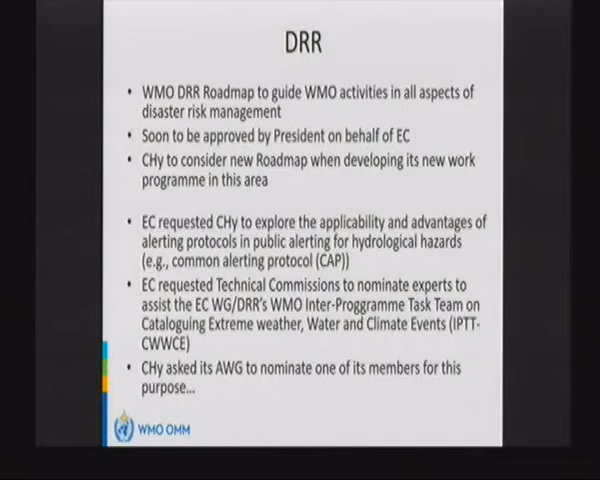 DRR
• WMO DRR Roadmap to guide WMO activities in all aspects of
disaster risk management
• Soon to be approved by President on behalf of EC
• CHy to consider new Roadmap when developing its new work
programme in this area
• EC requested CHy to explore the applicability and advantages of
alerting protocols in public alerting for hydrological hazards
(e.g., common alerting protocol (CAP))
• EC requested Technical Commissions to nominate experts to
assist the EC WG/DRR's WMO Inter-Proggramme Task Team on
Cataloguing Extreme weather, Water and Climate Events (IPTT-
CWWCE)
• CHy asked its AWG to nominate one of its members for this
purpose...
WMO OMM